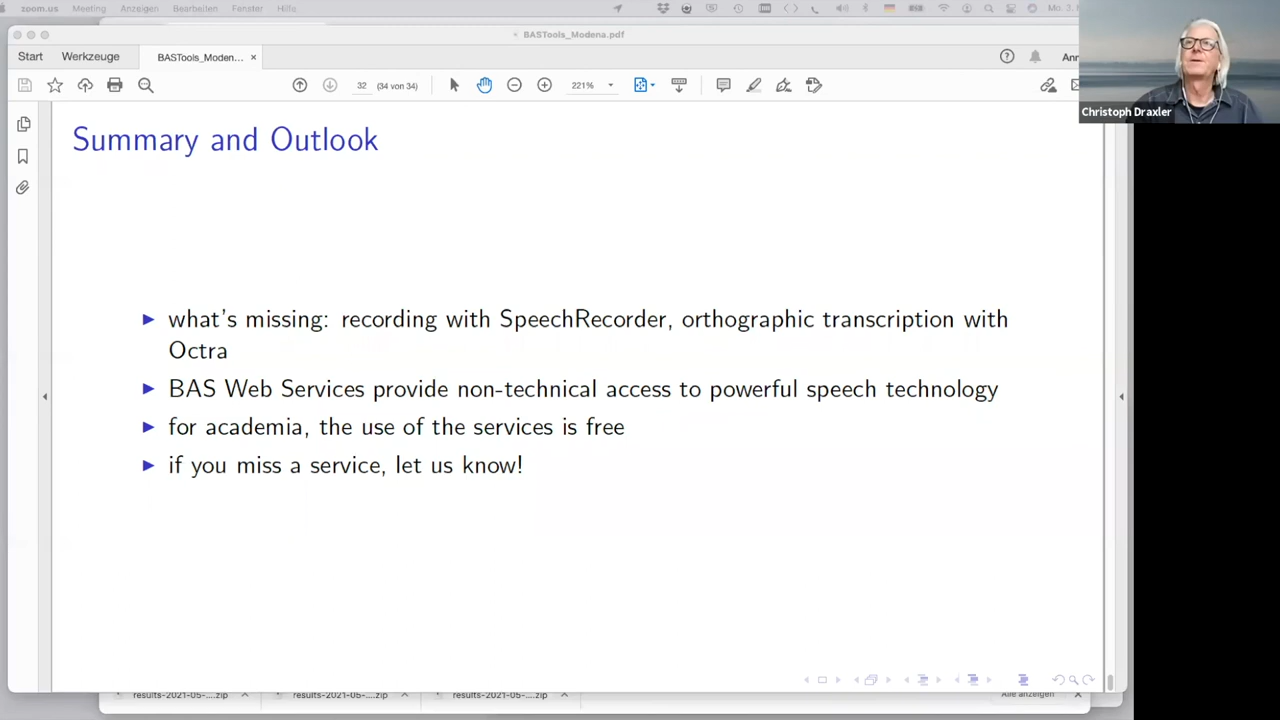 zoom.us Meeting Anzeigen Bearbeiten Fenster Hilfe
BASTools_Modena.pdf
Start Werkzeuge BASTools_Moden... ×
32 (34 von 34) 221%
Christoph Draxler
Summary and Outlook
what's missing: recording with SpeechRecorder, orthographic transcription with
Octra
BAS Web Services provide non-technical access to powerful speech technology
for academia, the use of the services is free
if you miss a service, let us know!
results-2021-05-....zip results-2021-05-....zip results-2021-05-....zip Alle anzeigen